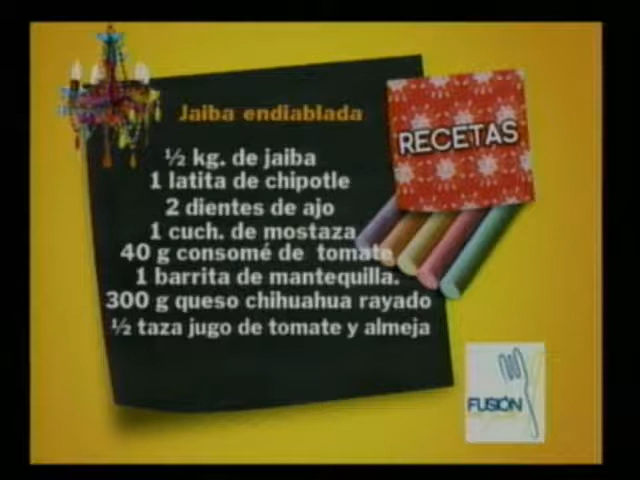 Jaiba endiablada
RECETAS
½ kg. de jaiba
1 latita de chipotle
2 dientes de ajo
1 cuch. de mostaza
40 g consomé de tomate
1 barrita de mantequilla.
300 g queso chihuahua rayado
½ taza jugo de tomate y almeja
FUSIÓN